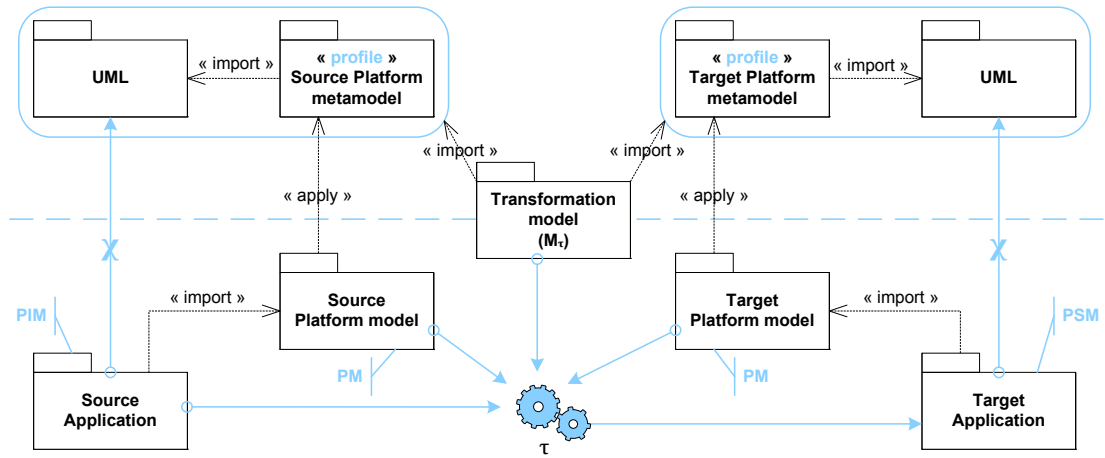 UML
« import »
« profile »
Source Platform
metamodel
« profile »
Target Platform
metamodel
« import »
UML
« import »
« import »
« apply »
Transformation
model
(Mτ)
« apply »
χ
χ
« import »
Source
Platform model
Target
Platform model
« import »
PIM
PSM
PM
PM
Source
Application
Target
Application
τ